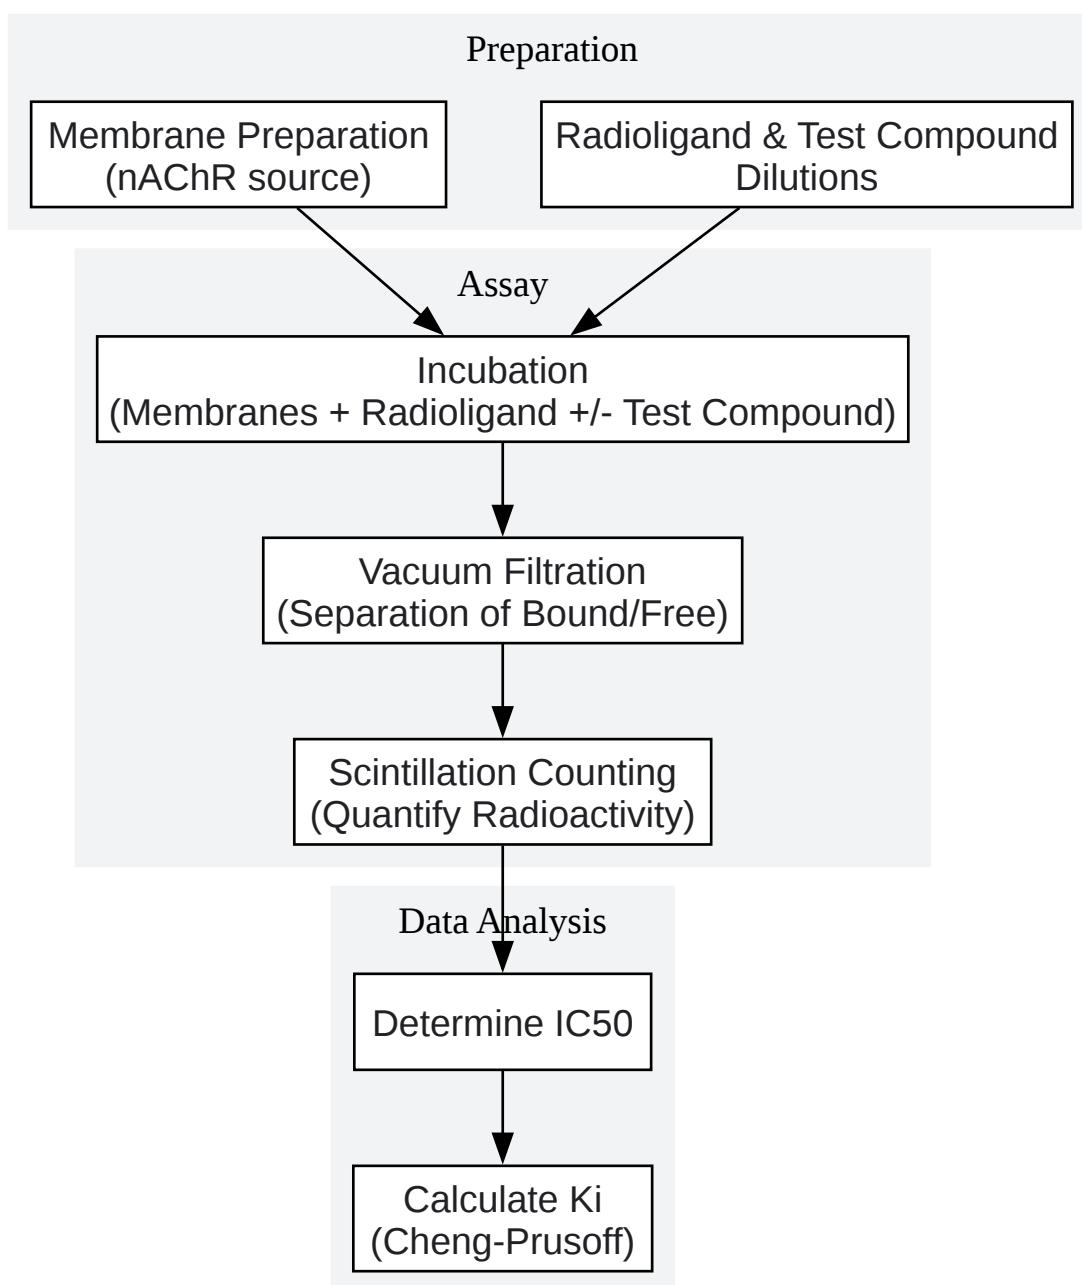 Preparation
Membrane Preparation
(nAChR source)
Radioligand & Test Compound
Dilutions
Assay
Incubation
(Membranes + Radioligand +/- Test Compound)
Vacuum Filtration
(Separation of Bound/Free)
Scintillation Counting
(Quantify Radioactivity)
Data Analysis
Determine IC50
Calculate Ki
(Cheng-Prusoff)